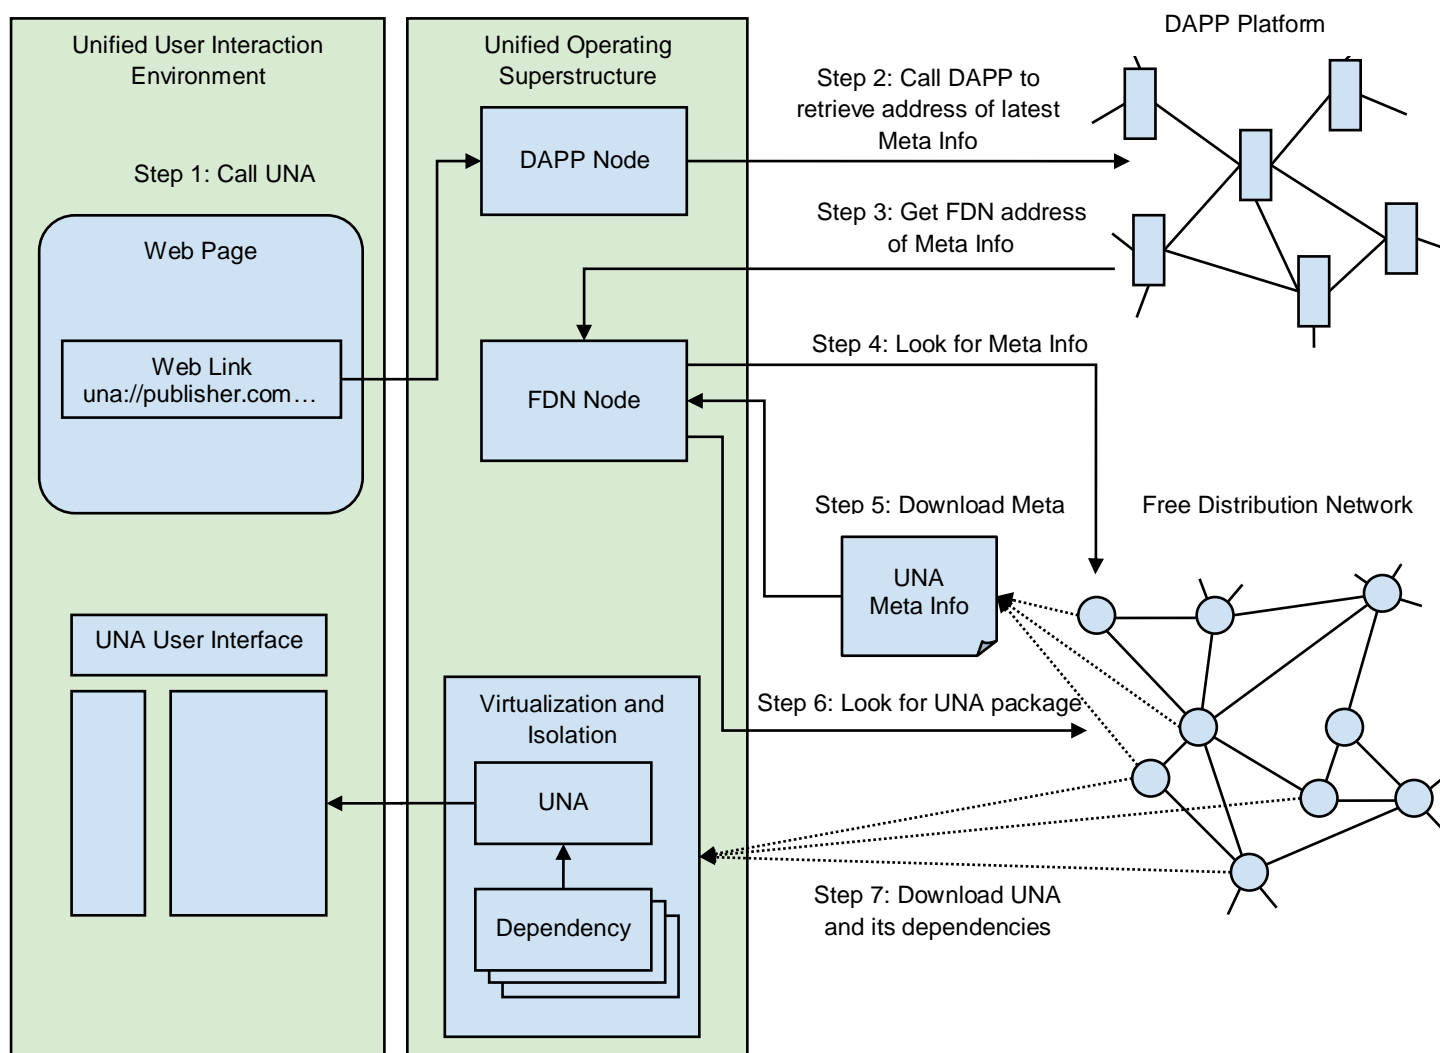 Unified User Interaction
Environment
Unified Operating
Superstructure
DAPP Platform
Step 1: Call UNA
Web Page
Web Link
una://publisher.com…
DAPP Node
Step 2: Call DAPP to
retrieve address of latest
Meta Info
Step 3: Get FDN address
of Meta Info
FDN Node
Step 4: Look for Meta Info
Step 5: Download Meta
Free Distribution Network
UNA
Meta Info
UNA User Interface
Step 6: Look for UNA package
Virtualization and
Isolation
UNA
Dependency
Step 7: Download UNA
and its dependencies